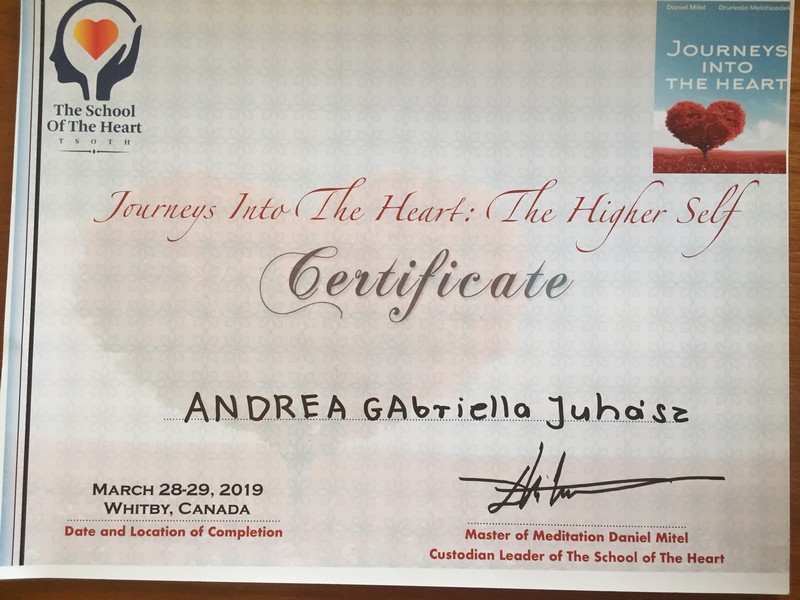 The School
Of The Heart
T S O T H
Daniel Mitel Drunvalo Melchizedek
JOURNEYS
INTO
THE HEART
Journeys Into The Heart: The Higher Self
Certificate
ANDREA GAbriella Juhász
MARCH 28-29, 2019
WHITBY, CANADA
Date and Location of Completion
Master of Meditation Daniel Mitel
Custodian Leader of The School of The Heart